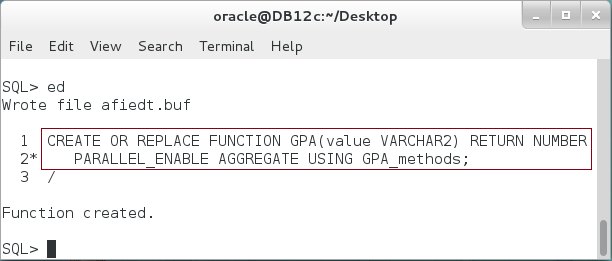 oracle@DB12c:~/Desktop
File Edit View Search Terminal Help
SQL> ed
Wrote file afiedt.buf
1 CREATE OR REPLACE FUNCTION GPA(value VARCHAR2) RETURN NUMBER
2* PARALLEL_ENABLE AGGREGATE USING GPA_methods;
3 /
Function created.
SQL>